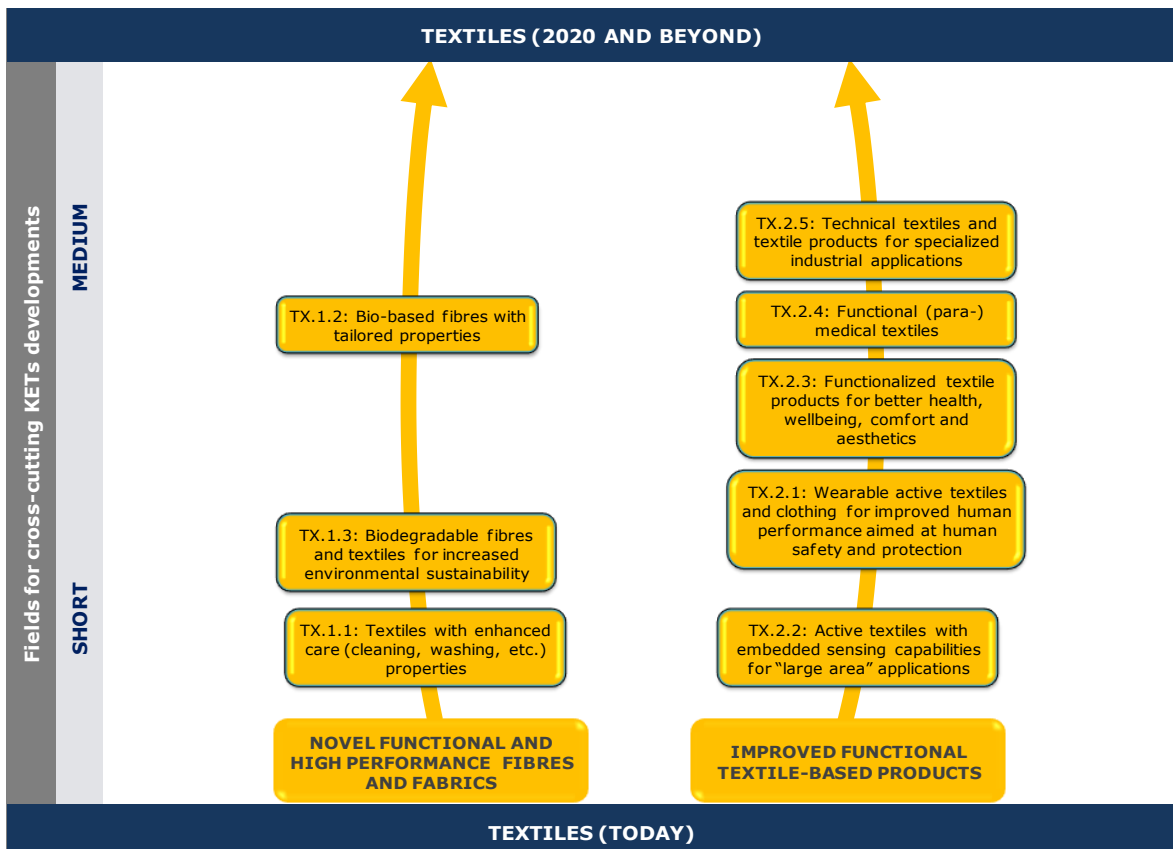 TEXTILES (2020 AND BEYOND)
Fields for cross-cutting KETs developments
MEDIUM
SHORT
TX.1.2: Bio-based fibres with
tailored properties
TX.1.3: Biodegradable fibres
and textiles for increased
environmental sustainability
TX.1.1: Textiles with enhanced
care (cleaning, washing, etc.)
properties
NOVEL FUNCTIONAL AND
HIGH PERFORMANCE FIBRES
AND FABRICS
TX.2.5: Technical textiles and
textile products for specialized
industrial applications
TX.2.4: Functional (para-)
medical textiles
TX.2.3: Functionalized textile
products for better health,
wellbeing, comfort and
aesthetics
TX.2.1: Wearable active textiles
and clothing for improved human
performance aimed at human
safety and protection
TX.2.2: Active textiles with
embedded sensing capabilities
for “large area” applications
IMPROVED FUNCTIONAL
TEXTILE-BASED PRODUCTS
TEXTILES (TODAY)